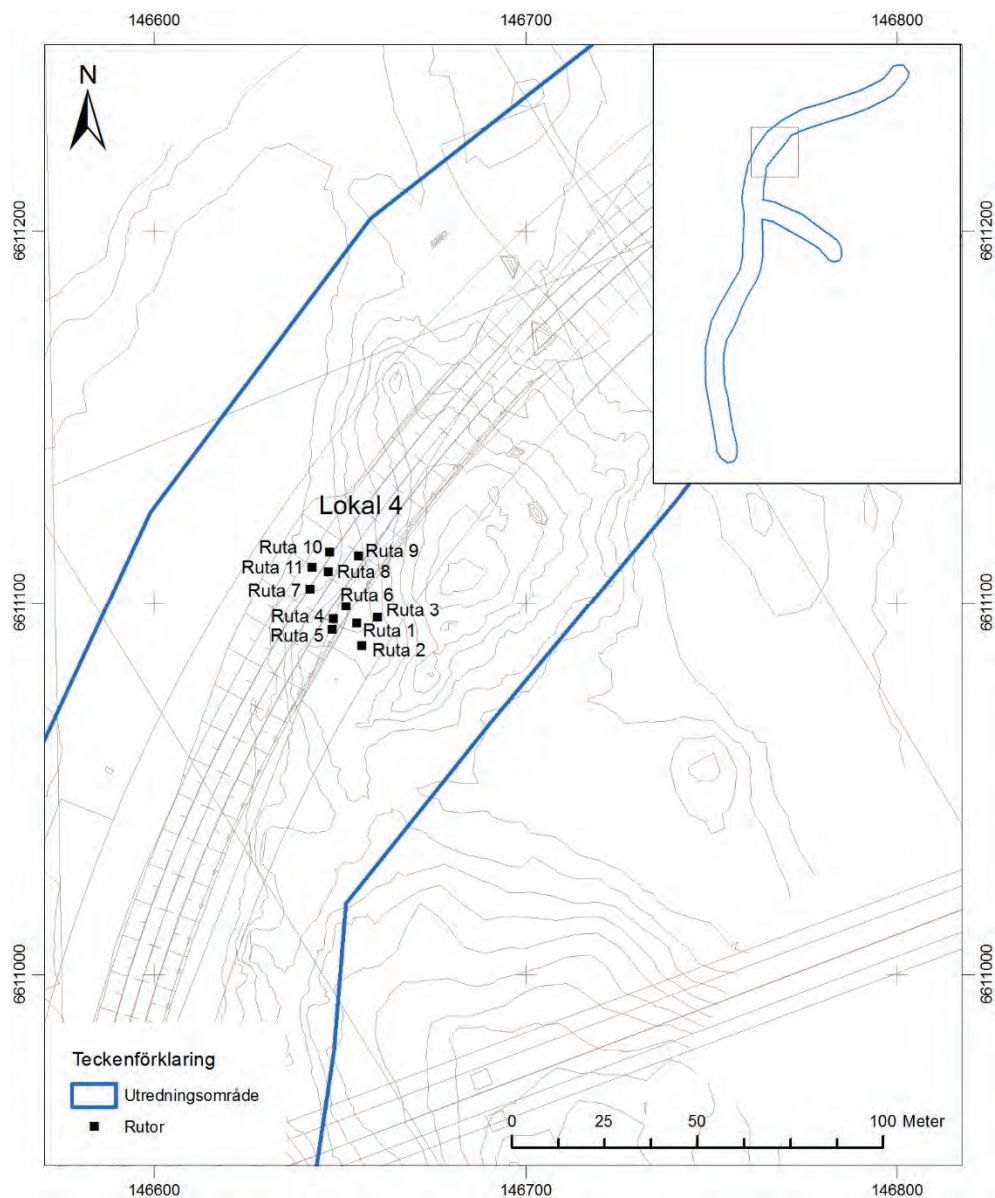 146600
146700
146800
N
6611200
6611200
Lokal 4
Ruta 10
Ruta 9
Ruta 11
Ruta 8
Ruta 7
Ruta 6
6611100
6611100
Ruta 3
Ruta 4
Ruta 1
Ruta 5
Ruta 2
6611000
6611000
Teckenförklaring
Utredningsområde
Rutor
0 25 50 100 Meter
146600
146700
146800